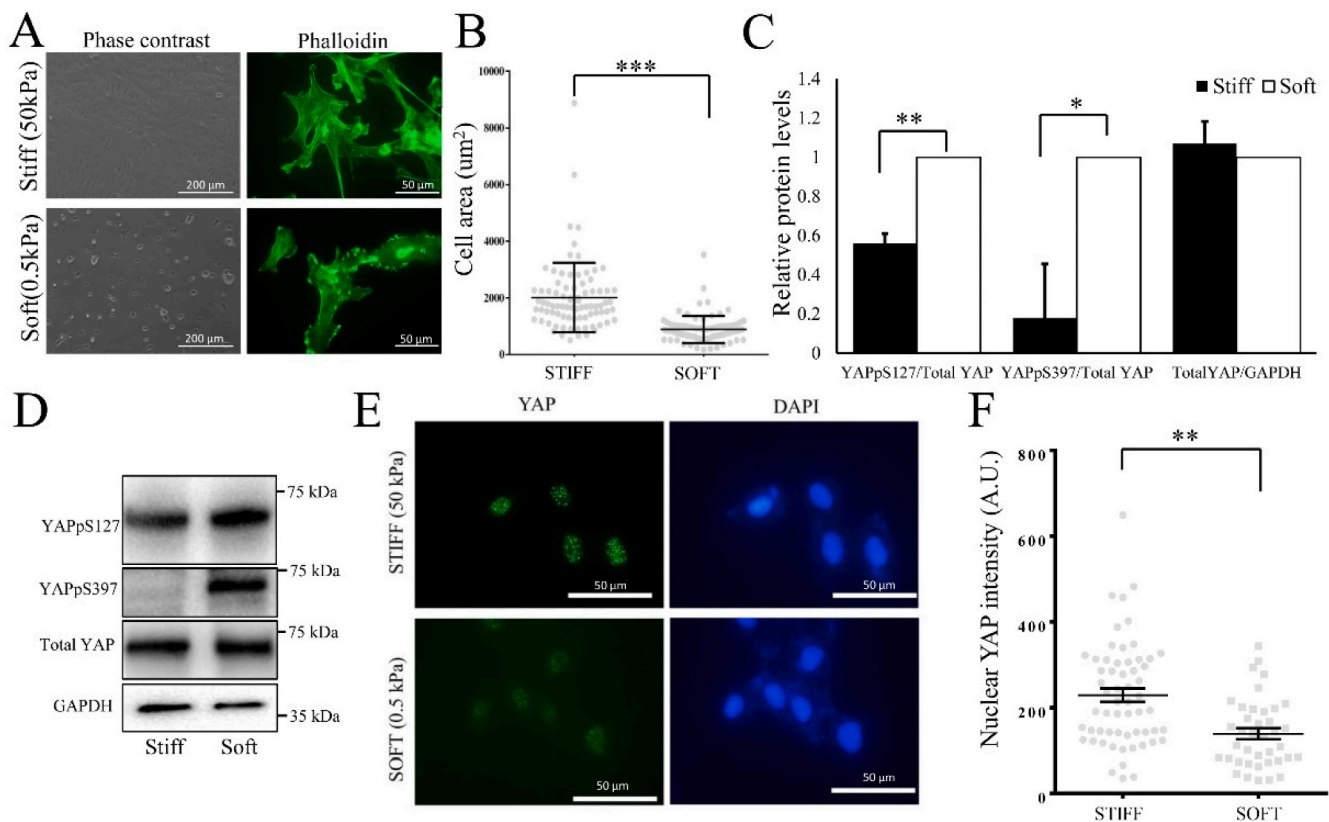 A
Phase contrast
Phalloidin
Stiff (50kPa)
200 µm
50 µm
Soft(0.5kPa)
200 µm
50 µm
B
Cell area (um²)
10000
8000
6000
4000
2000
0
***
STIFF
SOFT
C
Relative protein levels
1.4
1.2
1
0.8
0.6
0.4
0.2
0
Stiff
Soft
**
*
YAPpS127/Total YAP
YAPpS397/Total YAP
TotalYAP/GAPDH
D
YAPpS127
75 kDa
YAPpS397
75 kDa
Total YAP
75 kDa
GAPDH
35 kDa
Stiff
Soft
E
YAP
DAPI
STIFF (50 kPa)
50 µm
50 µm
SOFT (0.5 kPa)
50 µm
50 µm
F
Nuclear YAP intensity (A.U.)
800
600
400
200
0
**
STIFF
SOFT